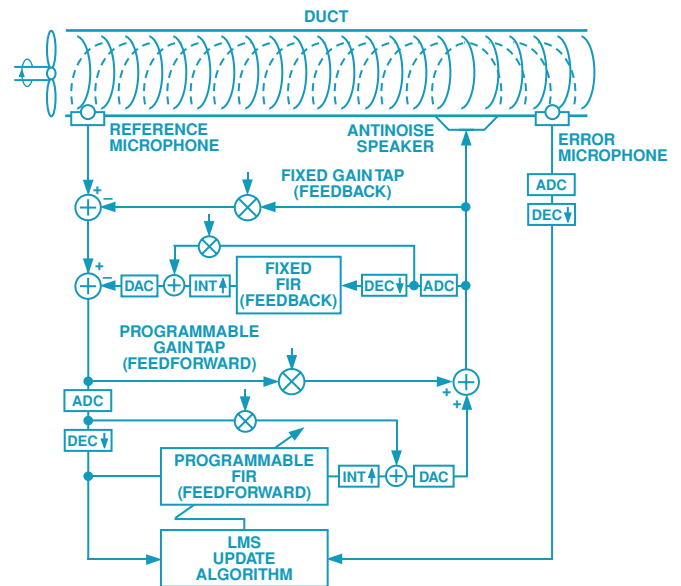 DUCT
REFERENCE
MICROPHONE
ANTINOISE
SPEAKER
ERROR
MICROPHONE
FIXED GAIN TAP
(FEEDBACK)
ADC
DEC
+
–
+
+
–
+
DAC
+
INT
FIXED
FIR
(FEEDBACK)
DEC
ADC
PROGRAMMABLE
GAIN TAP
(FEEDFORWARD)
+
+
+
ADC
DEC
PROGRAMMABLE
FIR
(FEEDFORWARD)
INT
+
DAC
LMS
UPDATE
ALGORITHM